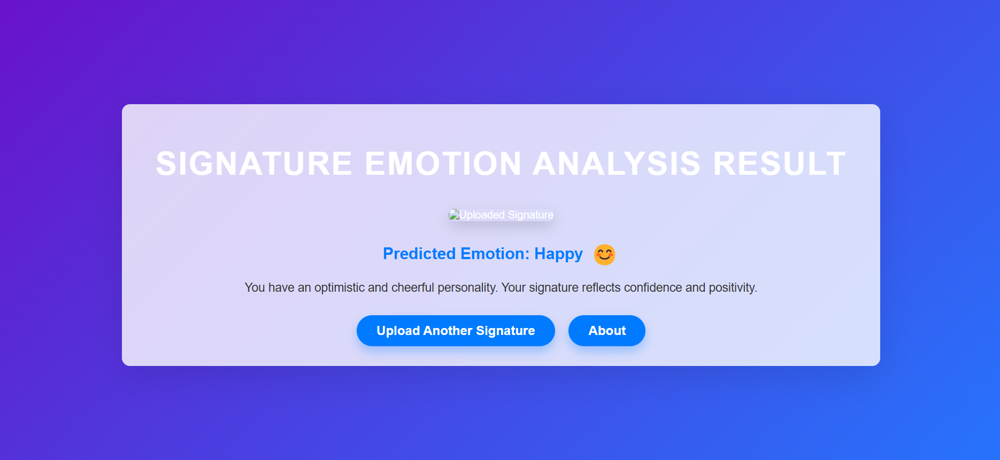 SIGNATURE EMOTION ANALYSIS RESULT
Uploaded Signature
Predicted Emotion: Happy 😊
You have an optimistic and cheerful personality. Your signature reflects confidence and positivity.
Upload Another Signature
About